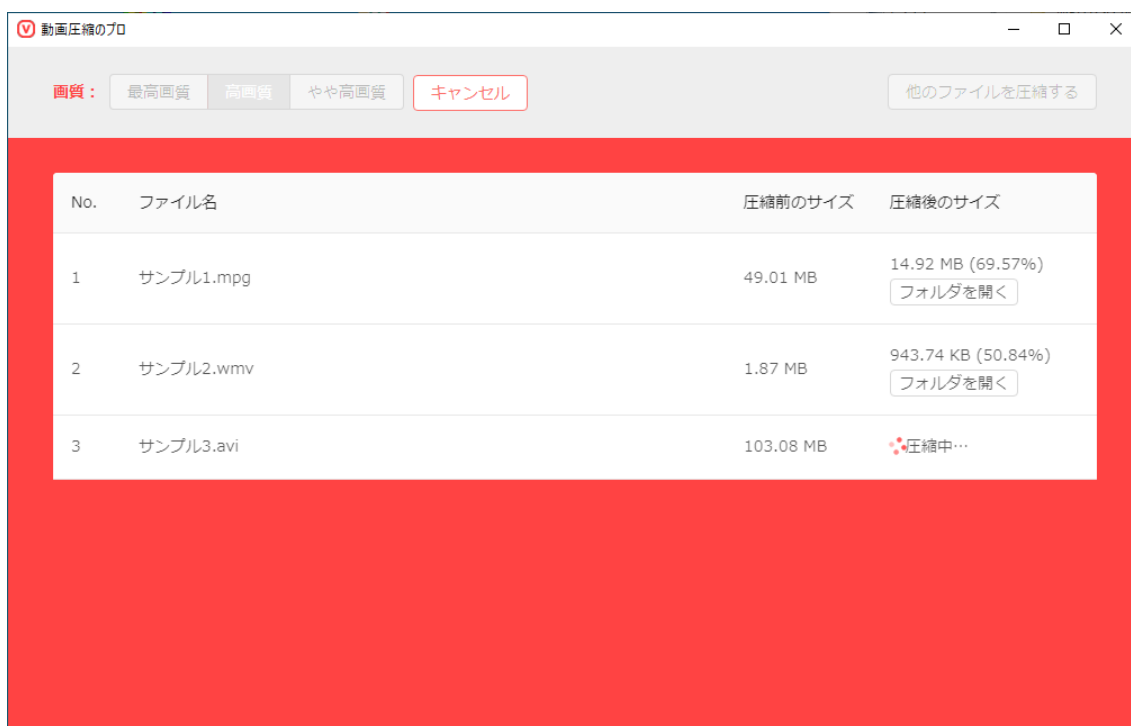 動画圧縮のプロ
画質： 最高画質 高画質 やや高画質 キャンセル 他のファイルを圧縮する
No. ファイル名 圧縮前のサイズ 圧縮後のサイズ
1 サンプル1.mpg 49.01 MB 14.92 MB (69.57%)
フォルダを開く
2 サンプル2.wmv 1.87 MB 943.74 KB (50.84%)
フォルダを開く
3 サンプル3.avi 103.08 MB 圧縮中…